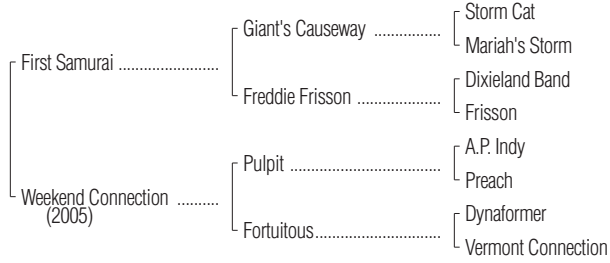 Storm Cat
Giant's Causeway ................
Mariah's Storm
First Samurai ........................
Dixieland Band
Freddie Frisson ....................
Frisson
A.P. Indy
Pulpit ....................................
Preach
Weekend Connection ..........
(2005)
Dynaformer
Fortuitous..............................
Vermont Connection